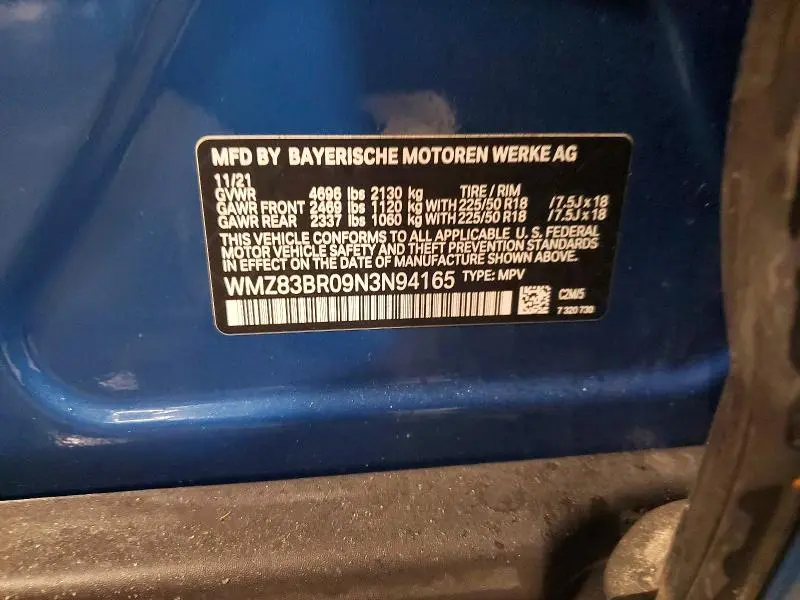 MFD BY BAYERISCHE MOTOREN WERKE AG
11/21
GVWR 4696 lbs 2130 kg TIRE / RIM
GAWR FRONT 2469 lbs 1120 kg WITH 225/50 R18 /7.5J x 18
GAWR REAR 2337 lbs 1060 kg WITH 225/50 R18 /7.5J x 18
THIS VEHICLE CONFORMS TO ALL APPLICABLE U.S. FEDERAL
MOTOR VEHICLE SAFETY AND THEFT PREVENTION STANDARDS
IN EFFECT ON THE DATE OF MANUFACTURE SHOWN ABOVE.
WMZ83BR09N3N94165 TYPE: MPV
C2M/5
7 320 730